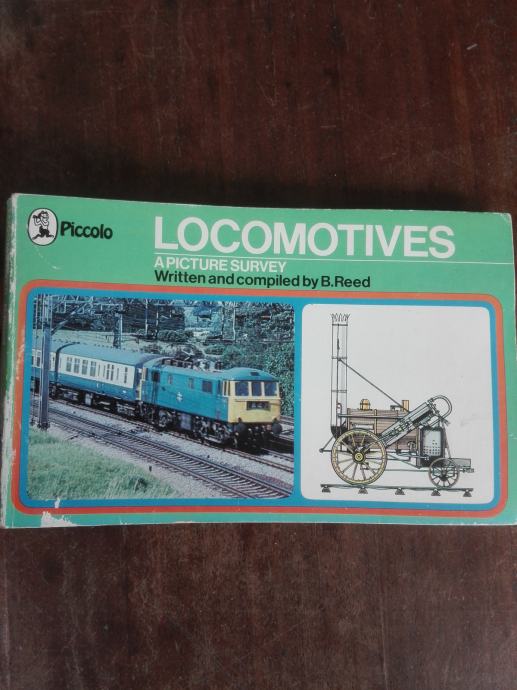 Piccolo
LOCOMOTIVES
A PICTURE SURVEY
Written and compiled by B.Reed